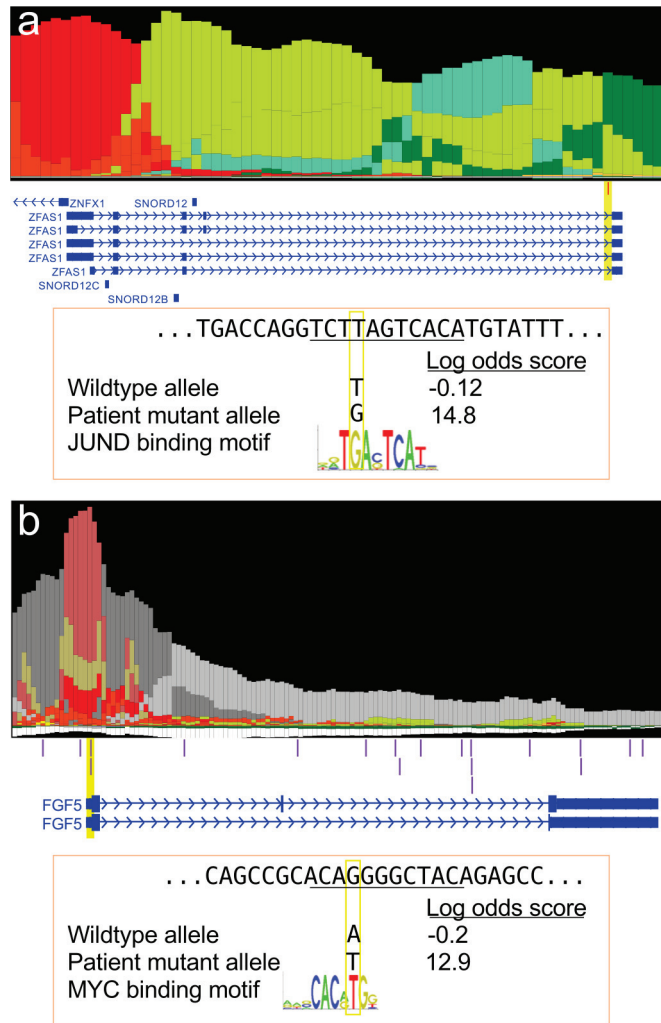 a
ZNFX1 SNORD12
ZFAS1
ZFAS1
ZFAS1
ZFAS1
ZFAS1
SNORD12C
SNORD12B
...TGACCAGGTCTTAGTCACATGTATTT...
Log odds score
Wildtype allele T -0.12
Patient mutant allele G 14.8
JUND binding motif TGACTCAT
b
FGF5
FGF5
...CAGCCGCACAGGGGCTACAGAGCC...
Log odds score
Wildtype allele A -0.2
Patient mutant allele T 12.9
MYC binding motif CACATG